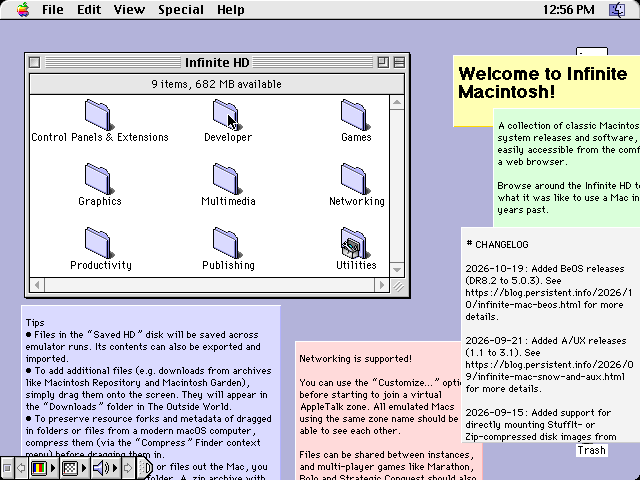 File Edit View Special Help 12:56 PM
Infinite HD
9 items, 682 MB available
Control Panels & Extensions
Developer
Games
Graphics
Multimedia
Networking
Productivity
Publishing
Utilities
Welcome to Infinite
Macintosh!
A collection of classic Macintos
system releases and software,
easily accessible from the comf
a web browser.
Browse around the Infinite HD t
what it was like to use a Mac in
years past.
# CHANGELOG
2026-10-19: Added BeOS releases
(DR8.2 to 5.0.3). See
https://blog.persistent.info/2026/1
0/infinite-mac-beos.html for more
details.
2026-09-21: Added A/UX releases
(1.1 to 3.1). See
https://blog.persistent.info/2026/0
9/infinite-mac-snow-and-aux.html
for more details.
2026-09-15: Added support for
directly mounting StuffIt- or
Zip-compressed disk images from
Trash
Tips
● Files in the “Saved HD” disk will be saved across
emulator runs. Its contents can also be exported and
imported.
● To add additional files (e.g. downloads from archives
like Macintosh Repository and Macintosh Garden),
simply drag them onto the screen. They will appear in
the “Downloads” folder in The Outside World.
● To preserve resource forks and metadata of dragged
in folders or files from a modern macOS computer,
compress them (via the “Compress” Finder context
menu) before dragging them in.
or files out the Mac, you
folder. A .zip archive with
Networking is supported!
You can use the “Customize...” opti
before starting to join a virtual
AppleTalk zone. All emulated Macs
using the same zone name should be
able to see each other.
Files can be shared between instances,
and multi-player games like Marathon,
Bolo and Strategic Conquest should also